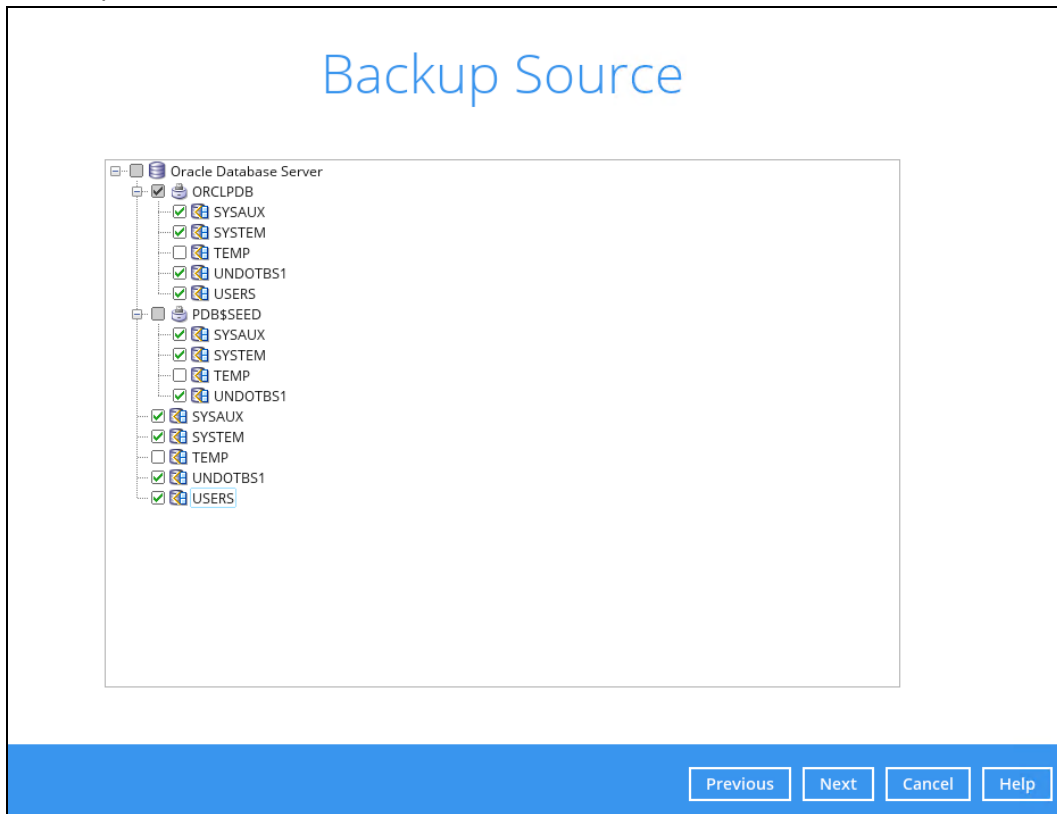 Backup Source
Oracle Database Server
ORCLPDB
SYSAUX
SYSTEM
TEMP
UNDOTBS1
USERS
PDB$SEED
SYSAUX
SYSTEM
TEMP
UNDOTBS1
SYSAUX
SYSTEM
TEMP
UNDOTBS1
USERS
Previous Next Cancel Help